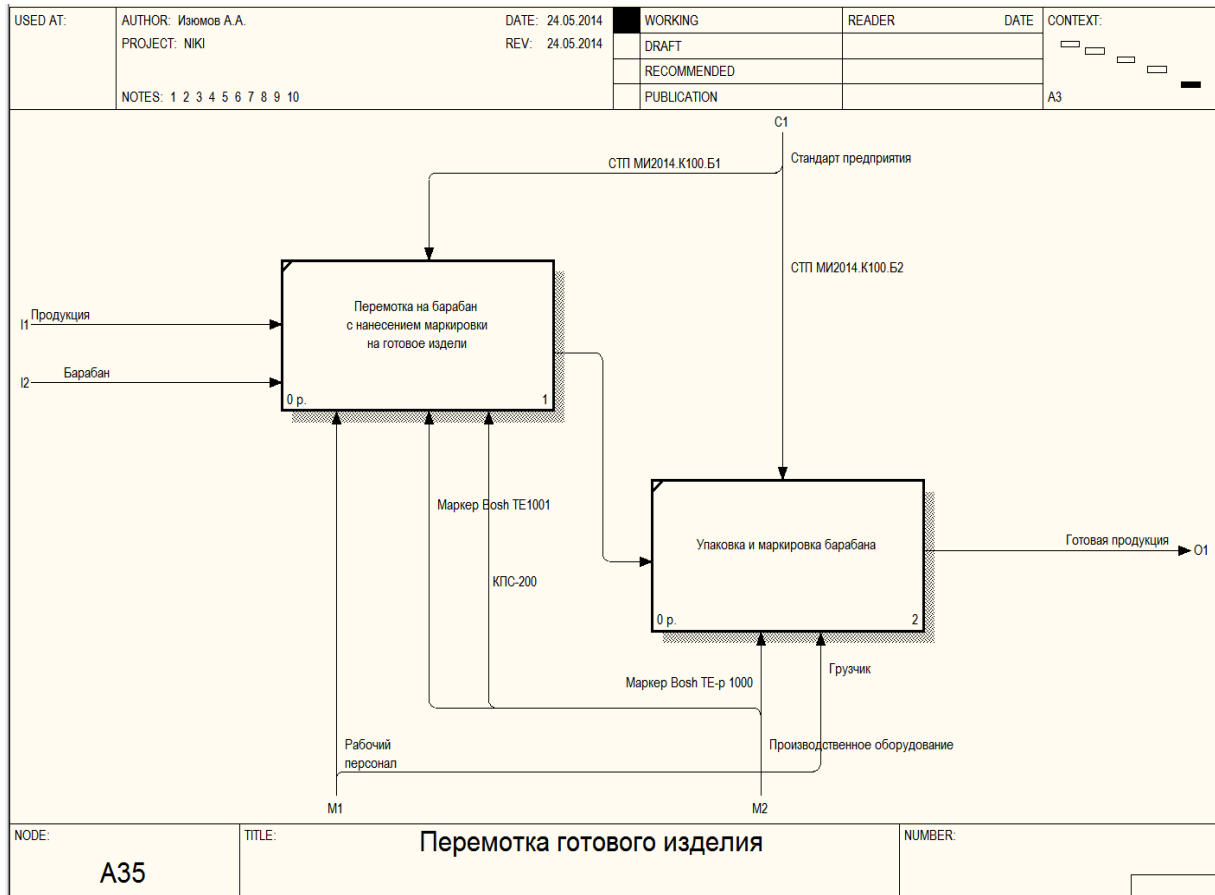 USED AT:
AUTHOR: Изюмов А.А.
DATE: 24.05.2014
WORKING
READER
DATE
CONTEXT:
PROJECT: NIKI
REV: 24.05.2014
DRAFT
RECOMMENDED
NOTES: 1 2 3 4 5 6 7 8 9 10
PUBLICATION
A3
C1
СТП МИ2014.К100.Б1
Стандарт предприятия
СТП МИ2014.К100.Б2
Перемотка на барабан
с нанесением маркировки
на готовое издели
I1
Продукция
I2
Барабан
0 р.
1
Маркер Bosh TE1001
КПС-200
Упаковка и маркировка барабана
Готовая продукция
O1
0 р.
2
Грузчик
Маркер Bosh TE-р 1000
Рабочий
персонал
Производственное оборудование
M1
M2
NODE:
A35
TITLE:
Перемотка готового изделия
NUMBER: